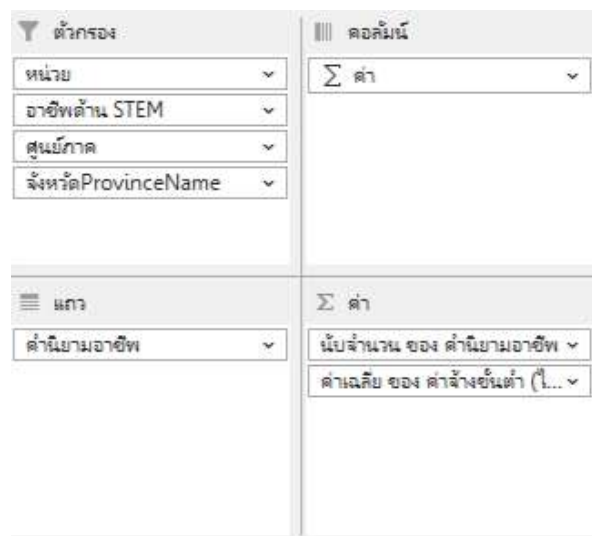 ตัวกรอง
หน่วย
อาชีพด้าน STEM
ศูนย์ภาค
จังหวัดProvinceName
คอลัมน์
Σ ค่า
แถว
คำนิยามอาชีพ
Σ ค่า
นับจำนวน ของ คำนิยามอาชีพ
ค่าเฉลี่ย ของ ค่าจ้างขั้นต่ำ (ไ...